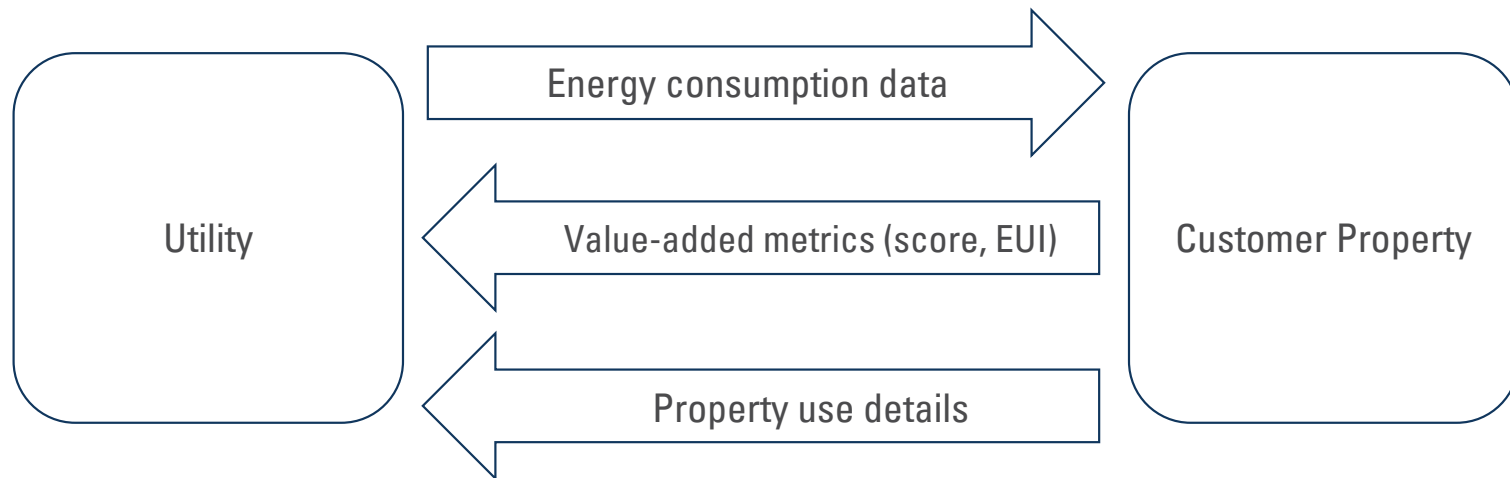 Energy consumption data
Utility
Value-added metrics (score, EUI)
Customer Property
Property use details